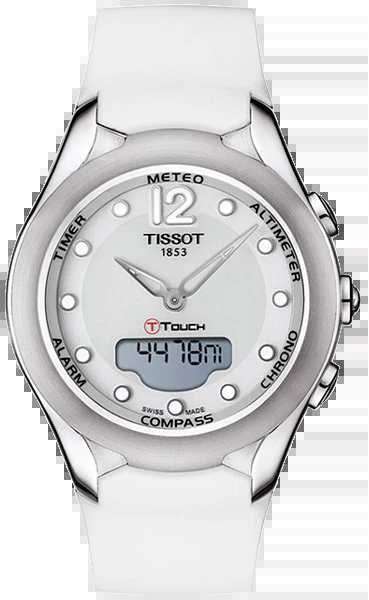 METEO
12
TIMER
ALTIMETER
TISSOT
1853
T TOUCH
4478m
ALARM
CHRONO
SWISS MADE
COMPASS